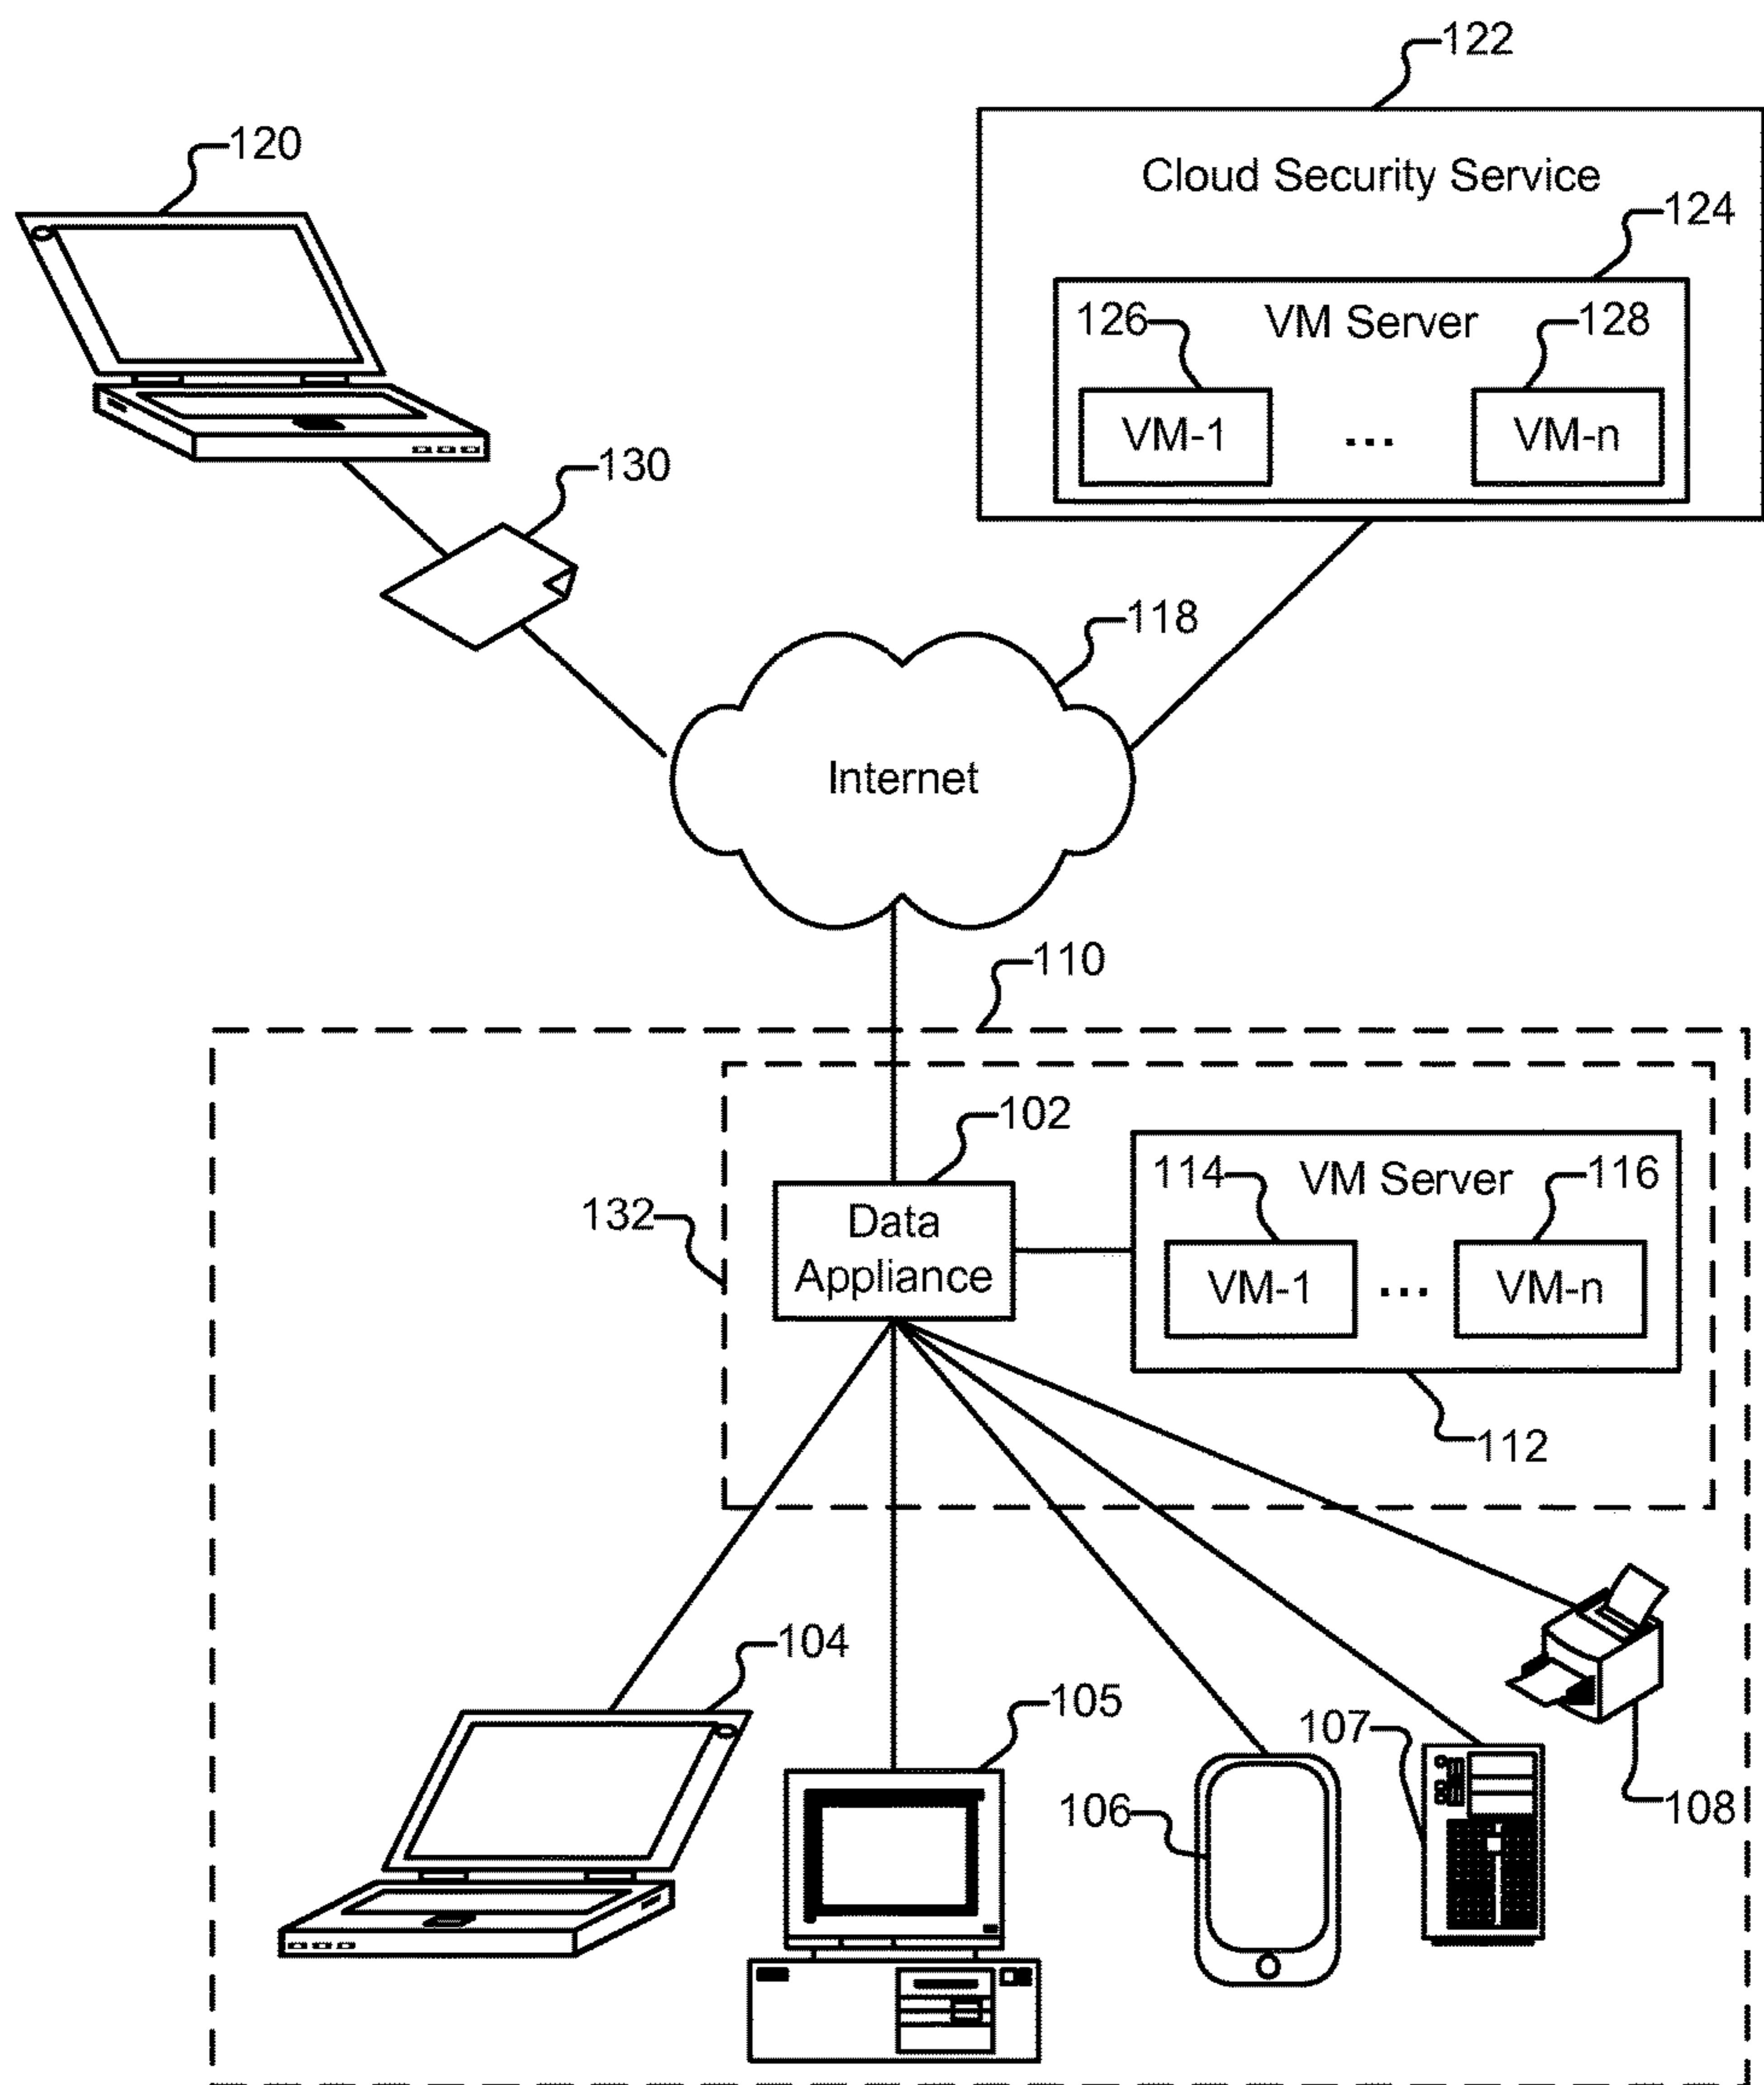 122
120
Cloud Security Service
124
126
VM Server
128
VM-1
...
VM-n
130
118
Internet
110
102
114
VM Server
116
132
Data
Appliance
VM-1
...
VM-n
112
104
105
107
106
108